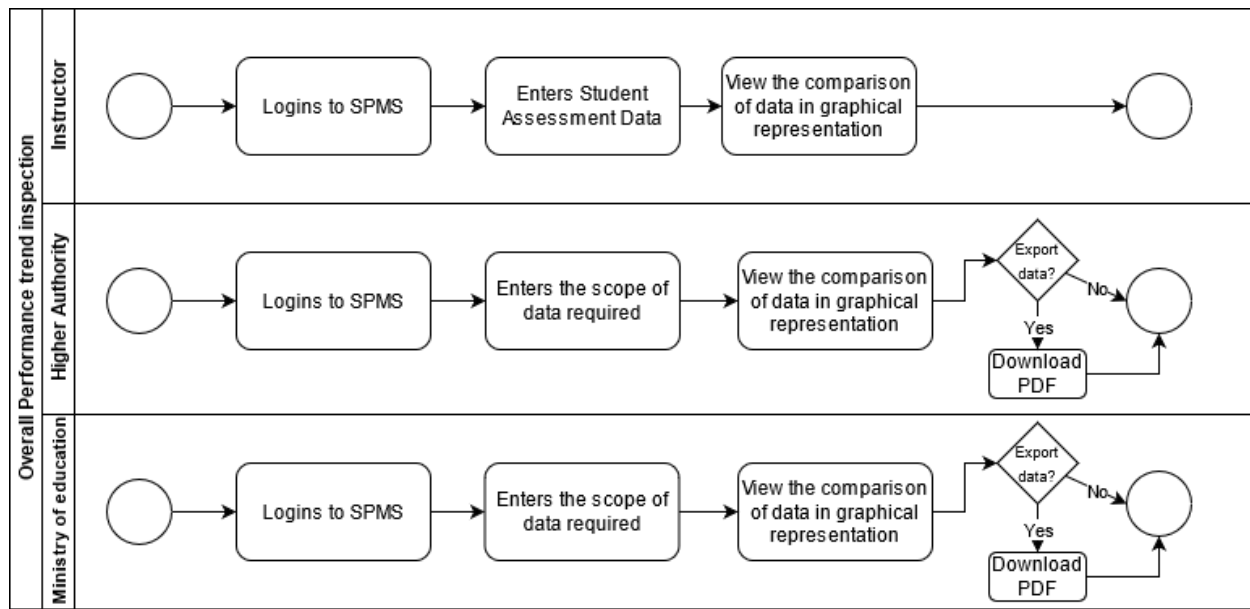 Overall Performance trend inspection
Instructor
Logins to SPMS
Enters Student
Assessment Data
View the comparison
of data in graphical
representation
Higher Authority
Logins to SPMS
Enters the scope of
data required
View the comparison
of data in graphical
representation
Export
data?
No
Yes
Download
PDF
Ministry of education
Logins to SPMS
Enters the scope of
data required
View the comparison
of data in graphical
representation
Export
data?
No
Yes
Download
PDF